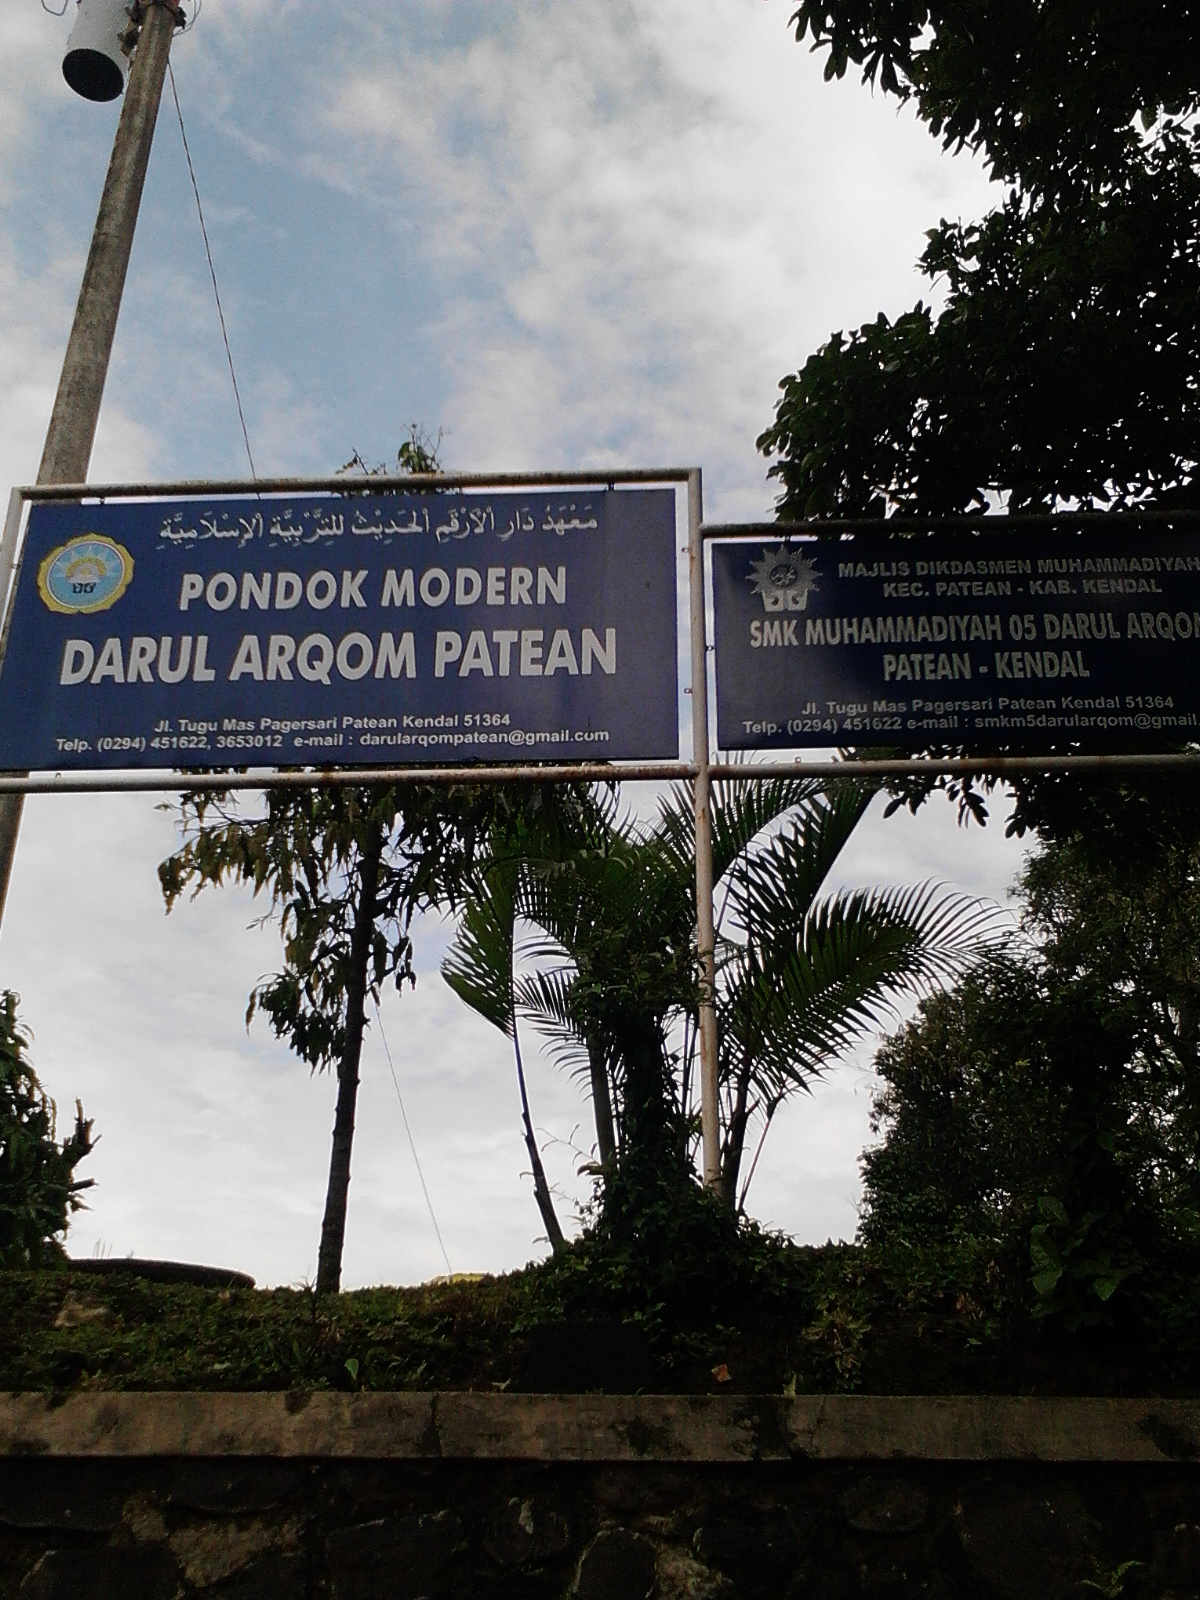 مَعْهَدُ دَارِ الْاَرْقَمِ الْحَدِيْثُ لِلتَّرْبِيَّةِ الْاِسْلَامِيَّةِ
PONDOK MODERN
DARUL ARQOM PATEAN
Jl. Tugu Mas Pagersari Patean Kendal 51364
Telp. (0294) 451622, 3653012 e-mail : darularqompatean@gmail.com
MAJLIS DIKDASMEN MUHAMMADIYAH
KEC. PATEAN - KAB. KENDAL
SMK MUHAMMADIYAH 05 DARUL ARQOM
PATEAN - KENDAL
Jl. Tugu Mas Pagersari Patean Kendal 51364
Telp. (0294) 451622 e-mail : smkm5darularqom@gmail